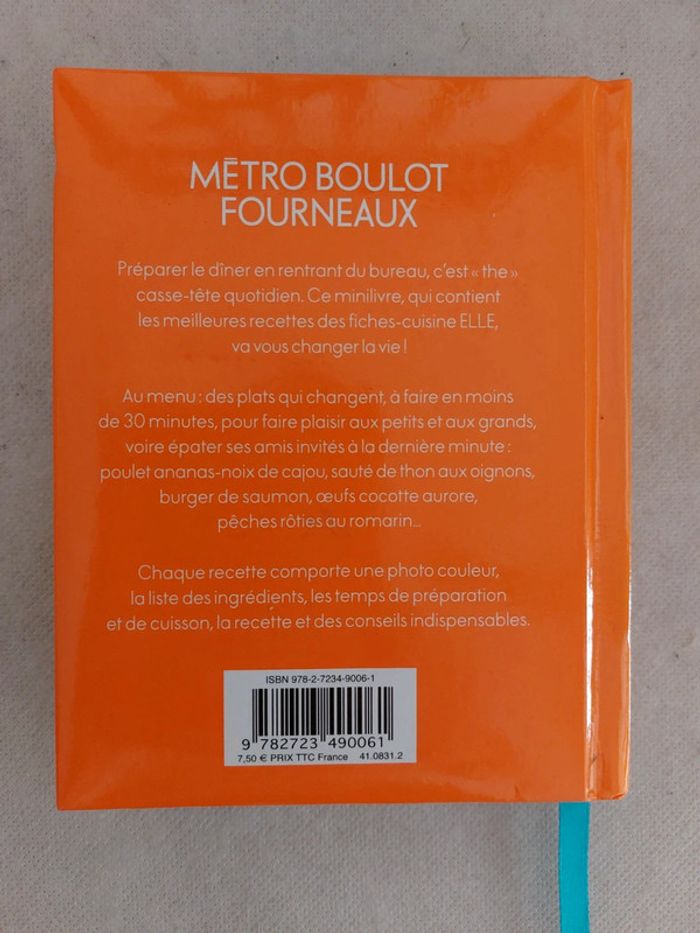 MÉTRO BOULOT
FOURNEAUX
Préparer le dîner en rentrant du bureau, c'est « the »
casse-tête quotidien. Ce minilivre, qui contient
les meilleures recettes des fiches-cuisine ELLE,
va vous changer la vie !
Au menu : des plats qui changent, à faire en moins
de 30 minutes, pour faire plaisir aux petits et aux grands,
voire épater ses amis invités à la dernière minute :
poulet ananas-noix de cajou, sauté de thon aux oignons,
burger de saumon, œufs cocotte aurore,
pêches rôties au romarin...
Chaque recette comporte une photo couleur,
la liste des ingrédients, les temps de préparation
et de cuisson, la recette et des conseils indispensables.
ISBN 978-2-7234-9006-1
9 782723 490061
7,50 € PRIX TTC France 41.0831.2